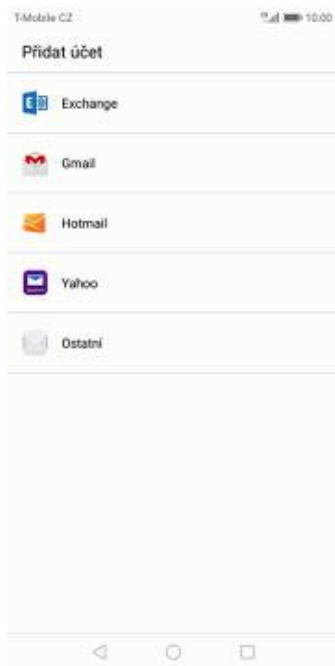 T-Mobile CZ 10:00
Přidat účet
Exchange
Gmail
Hotmail
Yahoo
Ostatní